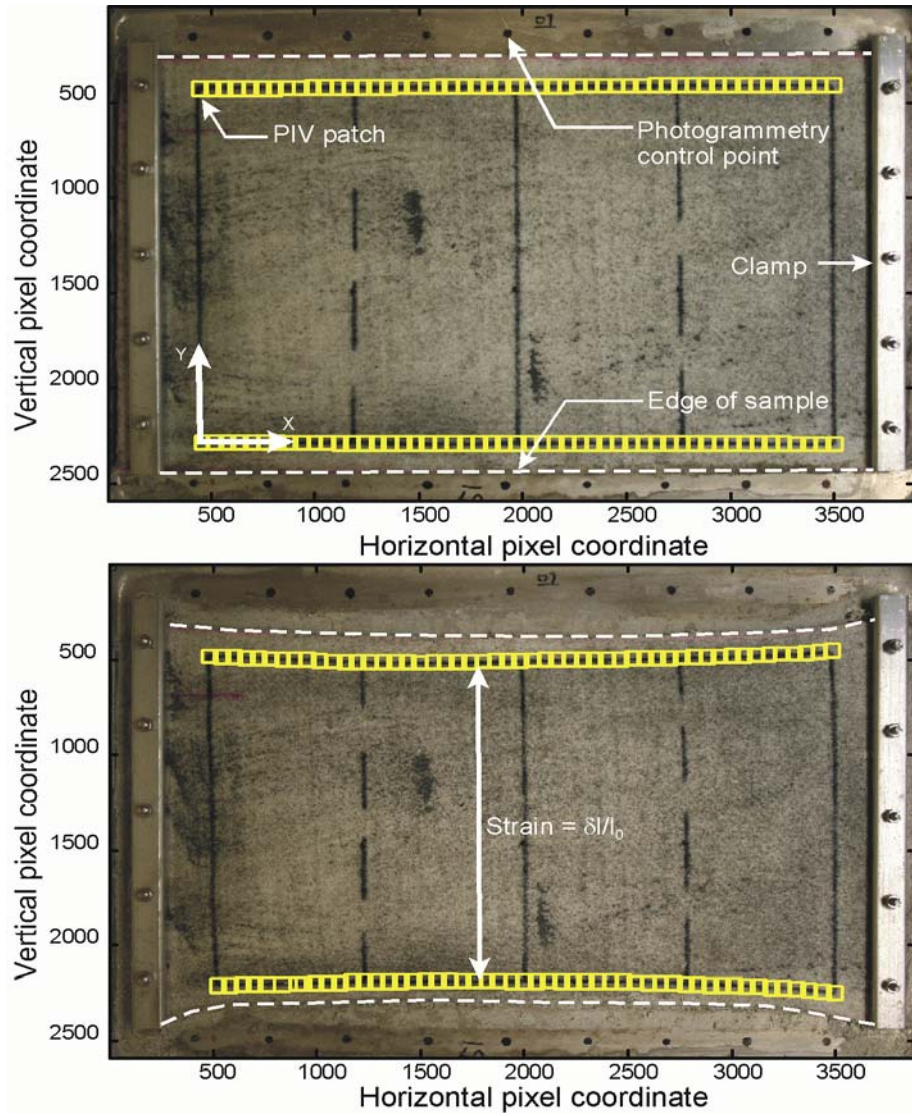 500
1000
1500
2000
2500
Vertical pixel coordinate
PIV patch
Photogrammetry
control point
Clamp
Y
X
Edge of sample
500
1000
1500
2000
2500
3000
3500
Horizontal pixel coordinate
500
1000
1500
2000
2500
Vertical pixel coordinate
Strain = δl/l₀
500
1000
1500
2000
2500
3000
3500
Horizontal pixel coordinate